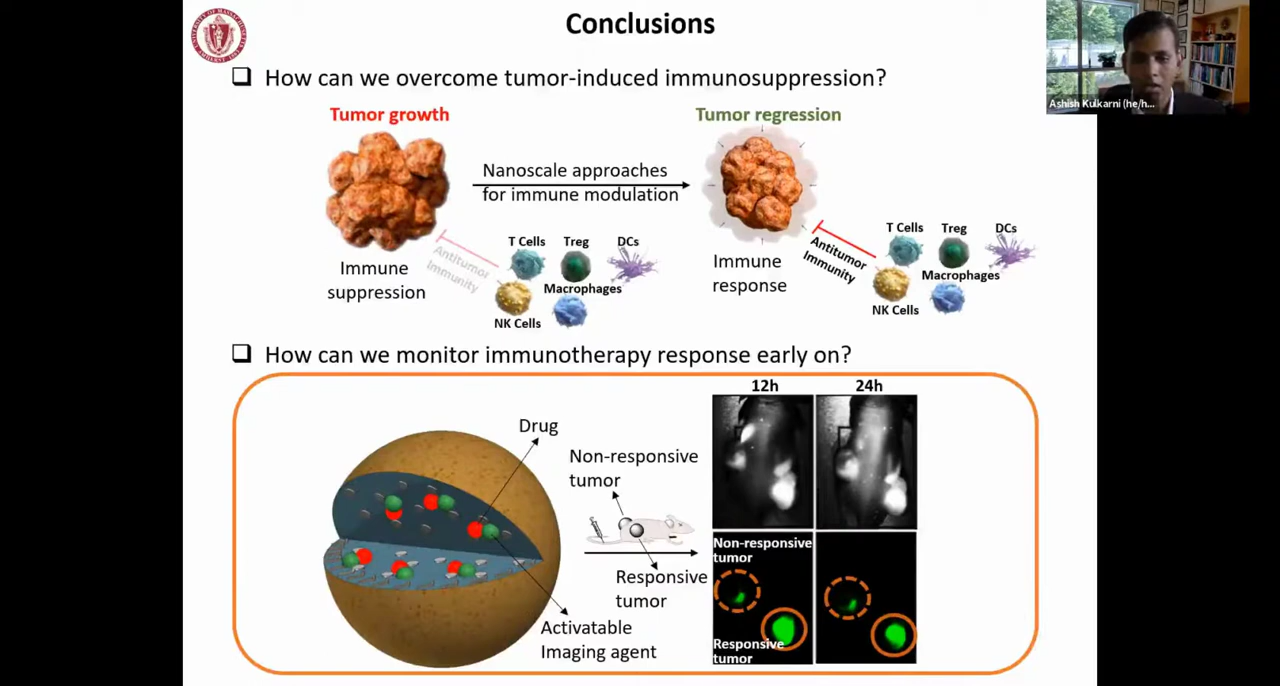 Conclusions
Ashish Kulkarni (he/h...
How can we overcome tumor-induced immunosuppression?
Tumor growth
Tumor regression
Nanoscale approaches
for immune modulation
Antitumor
Immunity
T Cells
Treg
DCs
Macrophages
NK Cells
Immune
suppression
Antitumor
Immunity
T Cells
Treg
DCs
Macrophages
NK Cells
Immune
response
How can we monitor immunotherapy response early on?
12h
24h
Drug
Non-responsive
tumor
Responsive
tumor
Activatable
Imaging agent
Non-responsive
tumor
Responsive
tumor